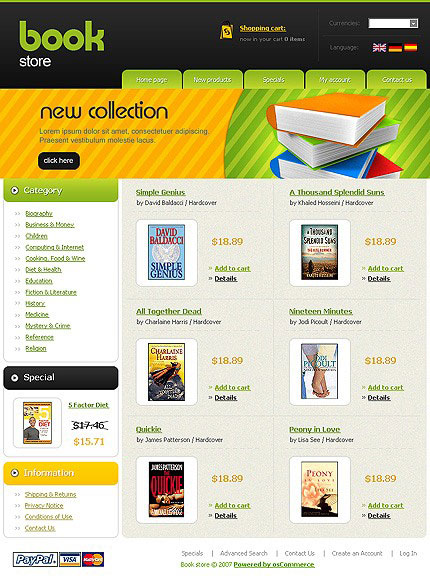 book
store
Shopping cart:
now in your cart 0 items
Currencies:
Language:
Home page
New products
Specials
My account
Contact us
new collection
Lorem ipsum dolor sit amet, consectetuer adipiscing.
Praesent vestibulum molestie lacus.
click here
Category
Biography
Business & Money
Children
Computing & Internet
Cooking, Food & Wine
Diet & Health
Education
Fiction & Literature
History
Medicine
Mystery & Crime
Reference
Religion
Special
5 Factor Diet
$17.46
$15.71
Information
Shipping & Returns
Privacy Notice
Conditions of Use
Contact Us
Simple Genius
by David Baldacci / Hardcover
DAVID
BALDACCI
SIMPLE
GENIUS
$18.89
Add to cart
Details
A Thousand Splendid Suns
by Khaled Hosseini / Hardcover
A THOUSAND
SPLENDID SUNS
$18.89
Add to cart
Details
All Together Dead
by Charlaine Harris / Hardcover
CHARLAINE
HARRIS
$18.89
Add to cart
Details
Nineteen Minutes
by Jodi Picoult / Hardcover
JODI
PICOULT
$18.89
Add to cart
Details
Quickie
by James Patterson / Hardcover
JAMES
PATTERSON
QUICKIE
$18.89
Add to cart
Details
Peony in Love
by Lisa See / Hardcover
PEONY
IN LOVE
$18.89
Add to cart
Details
PayPal
VISA
MasterCard
Specials | Advanced Search | Contact Us | Create an Account | Log In
Book store © 2007 Powered by osCommerce